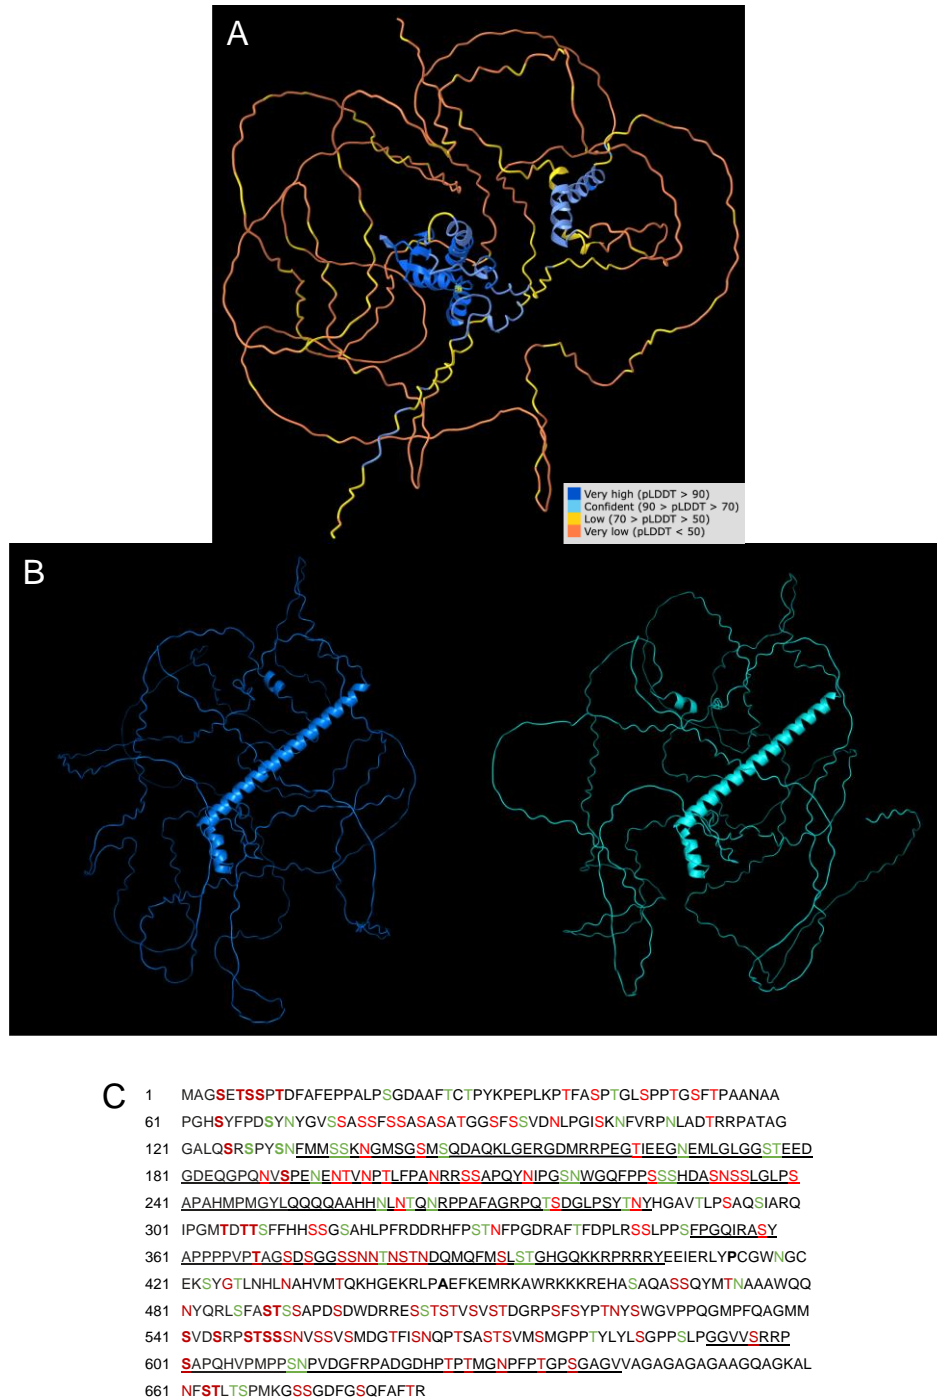 A
Very high (pLDDT > 90)
Confident (90 > pLDDT > 70)
Low (70 > pLDDT > 50)
Very low (pLDDT < 50)
B
C
1 MAGSETSSPTDFAFEPPALPSGDAAFTCTPYKPEPLKPTFASPTGLSPPTGSFTPAANAA
61 PGHSYFPDSYNYGVSSASSFSSASASATGGSFSSVDNLPGISKNFVRPNLADTRRPATAG
121 GALQSRSPYSNFMMSSKNGMSGSMSQDAQKLGERGDMRRPEGTIEEGNEMLGLGGSTEED
181 GDEQGPQNVSPENENTVNPTLFPANRRSSAPQYNIPGSNWGQFPPSSSHDASNSSLGLPS
241 APAHMPMGYLQQQQAAHHNLNTQNRPPAFAGRPQTSDGLPSYTNYHGAVTLPSAQSIARQ
301 IPGMTDTTSFFHHSSGSAHLPFRDDRHFPSTNFPGDRAFTFDPLRSSLPPSFPGQIRASY
361 APPPPVPTAGSDSGGSSNNTNSTNDQMQFMSLSTGHGQKKRPRRRYEEIERLYPCGWNGC
421 EKSYGTLNHLNAHVMTQKHGEKRLPAEFKEMRKAWRKKKREHASAQASSQYMTNAAAWQQ
481 NYQRLSFASTSSAPDSDWDRRESSTSTVSVSTDGRPSFSYPTNYSWGVPPQGMPFQAGMM
541 SVDSRPSTSSSNVSSVSMDGTFISNQPTSASTSVMSMGPPTYLYLSGPPSLPGGVVSRRP
601 SAPQHVPMPPSNPVDGFRPADGDHPTPTMGNPFPTGPSGAGVVAGAGAGAGAAGQAGKAL
661 NFSTLTSPMKGSSGDFGSQFAFTR